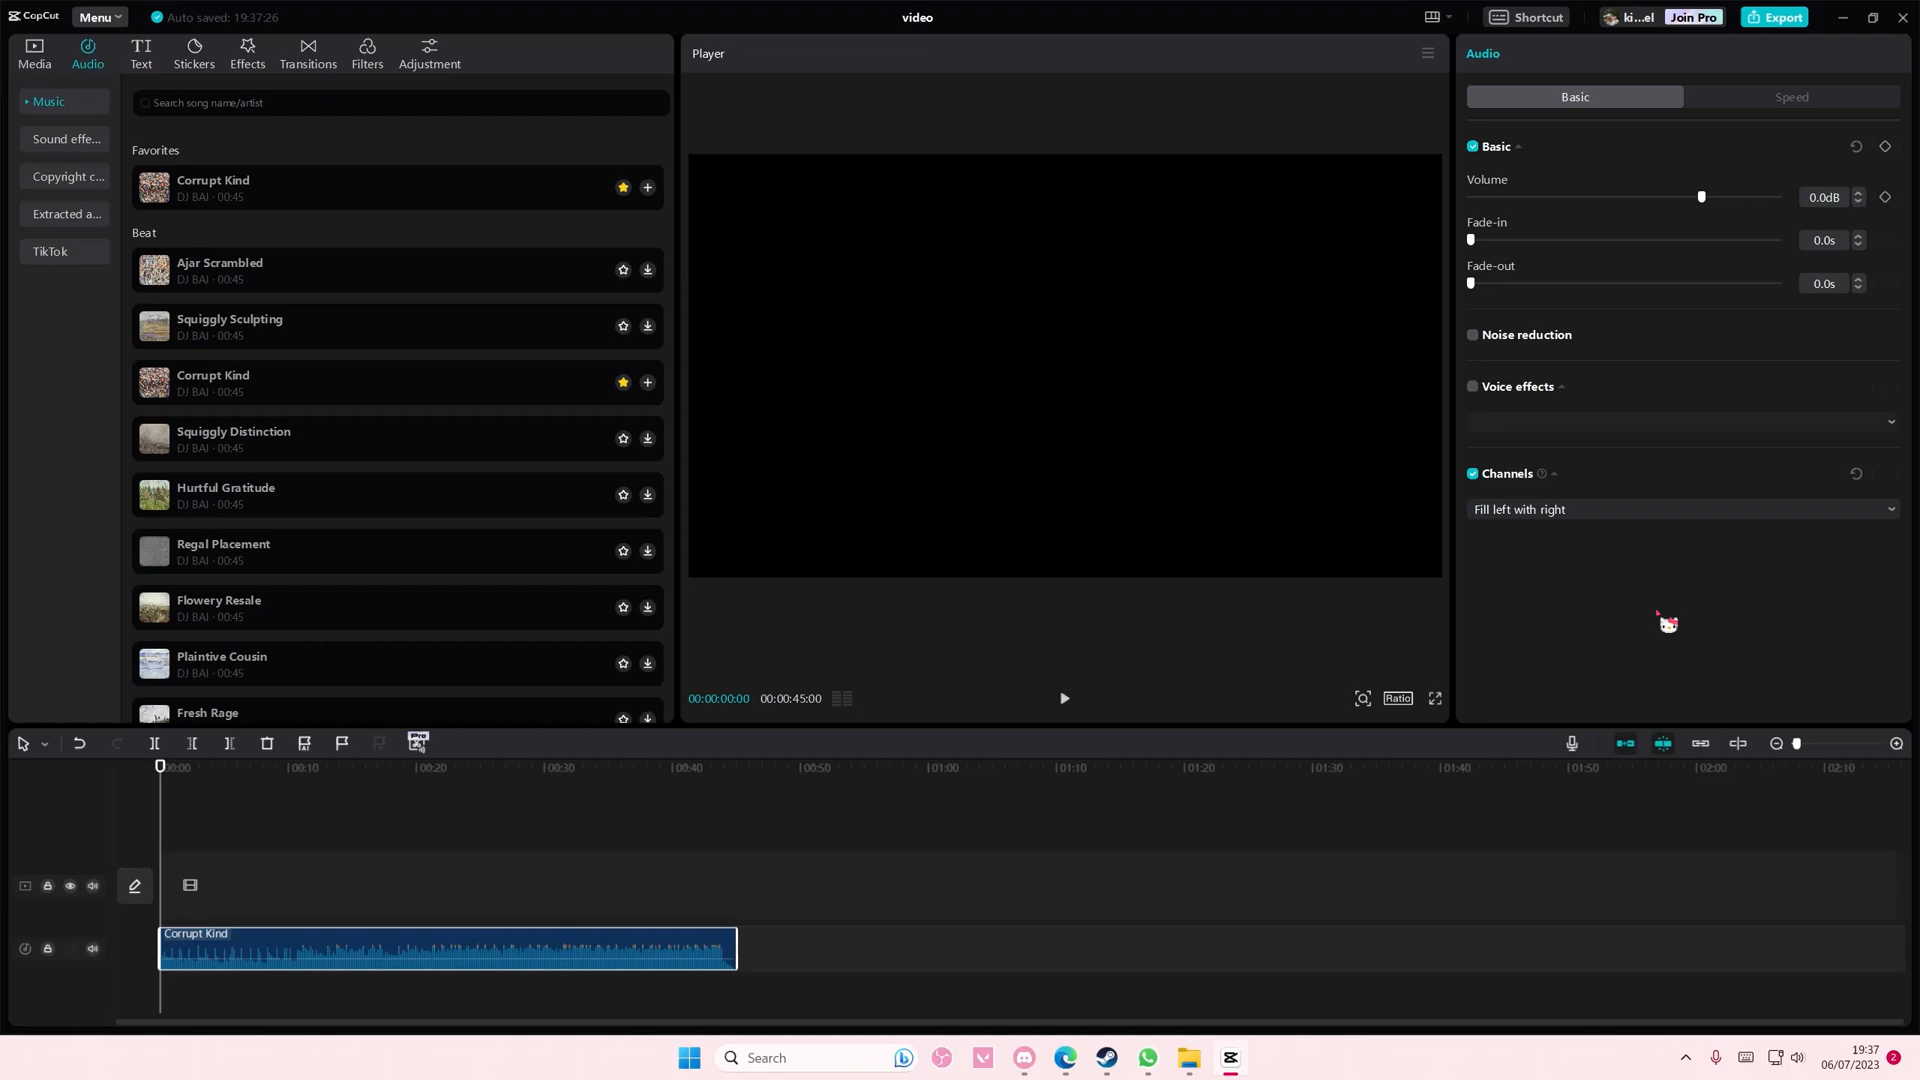 CapCut
Menu
Auto saved: 19:37:26
video
Shortcut
ki...el
Join Pro
Export
Media
Audio
Text
Stickers
Effects
Transitions
Filters
Adjustment
Music
Sound effe...
Copyright c...
Extracted a...
TikTok
Search song name/artist
Favorites
Corrupt Kind
DJ BAI · 00:45
Beat
Ajar Scrambled
DJ BAI · 00:45
Squiggly Sculpting
DJ BAI · 00:45
Corrupt Kind
DJ BAI · 00:45
Squiggly Distinction
DJ BAI · 00:45
Hurtful Gratitude
DJ BAI · 00:45
Regal Placement
DJ BAI · 00:45
Flowery Resale
DJ BAI · 00:45
Plaintive Cousin
DJ BAI · 00:45
Fresh Rage
Player
00:00:00:00
00:00:45:00
Ratio
Audio
Basic
Speed
Basic
Volume
0.0dB
Fade-in
0.0s
Fade-out
0.0s
Noise reduction
Voice effects
Channels
Fill left with right
Pro
00:00
00:10
00:20
00:30
00:40
00:50
01:00
01:10
01:20
01:30
01:40
01:50
02:00
02:10
Corrupt Kind
Search
19:37
06/07/2023
2